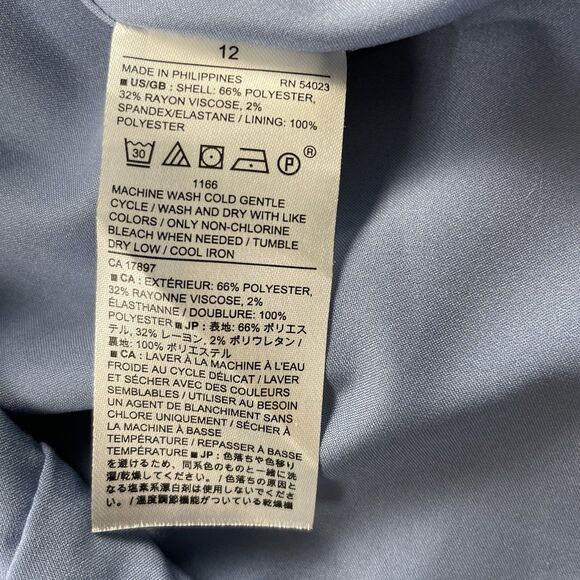 12
MADE IN PHILIPPINES RN 54023
■ US/GB : SHELL: 66% POLYESTER,
32% RAYON VISCOSE, 2%
SPANDEX/ELASTANE / LINING: 100%
POLYESTER
30 P ®
1166
MACHINE WASH COLD GENTLE
CYCLE / WASH AND DRY WITH LIKE
COLORS / ONLY NON-CHLORINE
BLEACH WHEN NEEDED / TUMBLE
DRY LOW / COOL IRON
CA 17897
■ CA : EXTÉRIEUR: 66% POLYESTER,
32% RAYONNE VISCOSE, 2%
ÉLASTHANNE / DOUBLURE: 100%
POLYESTER ■ JP : 表地: 66% ポリエス
テル, 32% レーヨン, 2% ポリウレタン /
裏地: 100% ポリエステル
■ CA : LAVER À LA MACHINE À L'EAU
FROIDE AU CYCLE DÉLICAT / LAVER
ET SÉCHER AVEC DES COULEURS
SEMBLABLES / UTILISER AU BESOIN
UN AGENT DE BLANCHIMENT SANS
CHLORE UNIQUEMENT / SÉCHER À
LA MACHINE À BASSE
TEMPÉRATURE / REPASSER À BASSE
TEMPÉRATURE ■ JP : 色落ちや色移り
を避けるため、同系色のものと一緒に洗
濯/乾燥してください。/ 色落ちの原因と
なる塩素系漂白剤は使用しないでくださ
い。/ 温度調節機能がついている乾燥機